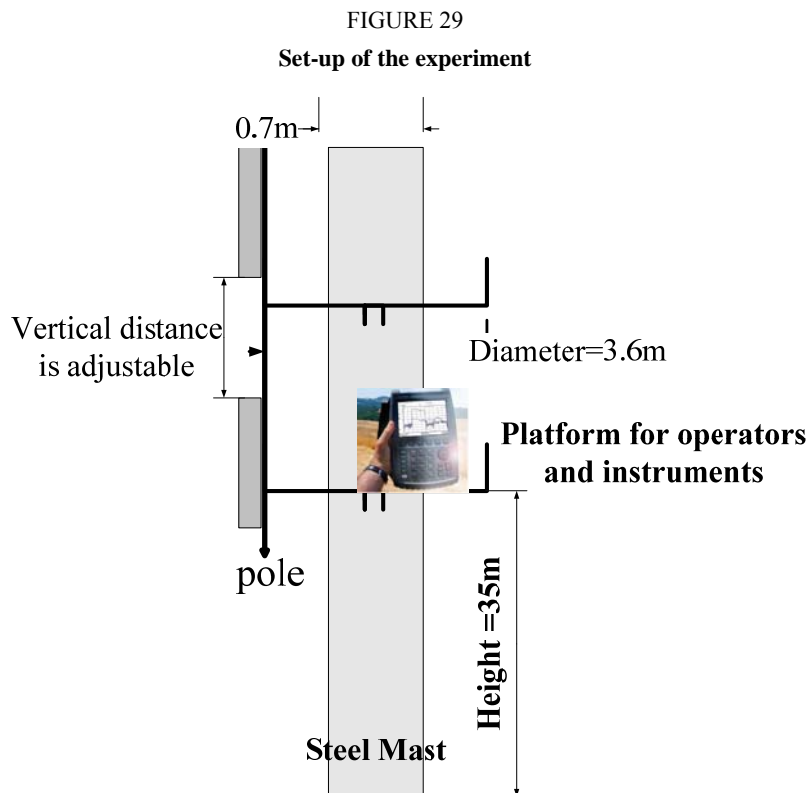 FIGURE 29
Set-up of the experiment
0.7m
Vertical distance
is adjustable
Diameter=3.6m
Platform for operators
and instruments
pole
Height =35m
Steel Mast